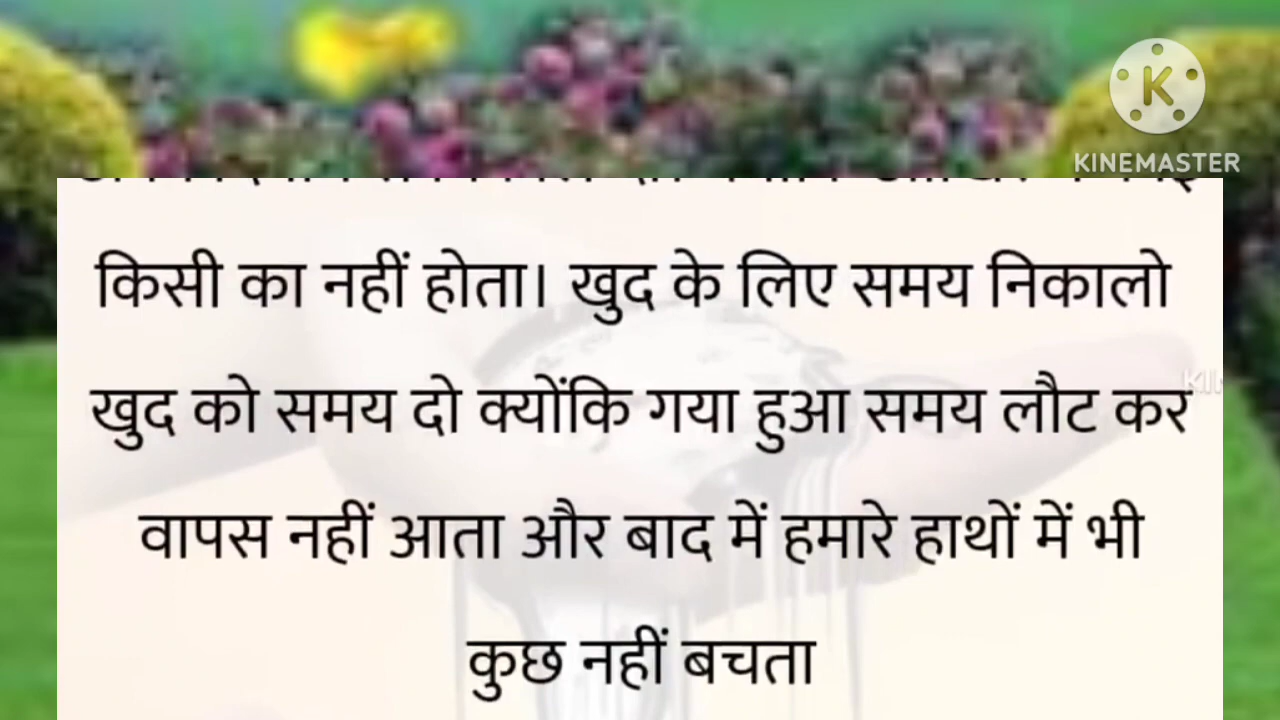 KINEMASTER
किसी का नहीं होता। खुद के लिए समय निकालो
खुद को समय दो क्योंकि गया हुआ समय लौट कर
वापस नहीं आता और बाद में हमारे हाथों में भी
कुछ नहीं बचता